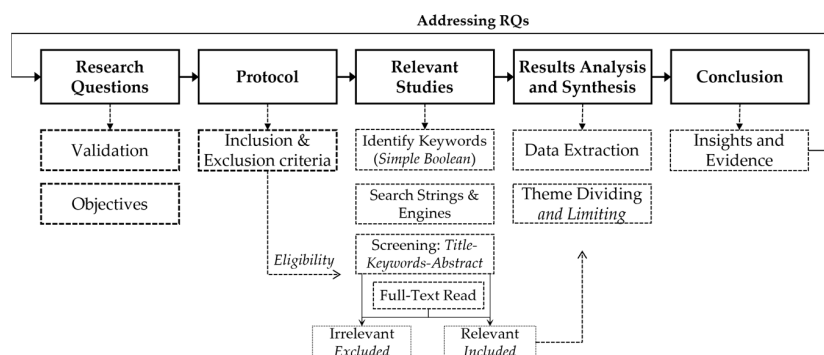 Addressing RQs
Research
Questions
Protocol
Relevant
Studies
Results Analysis
and Synthesis
Conclusion
Validation
Objectives
Inclusion &
Exclusion criteria
Eligibility
Identify Keywords
(Simple Boolean)
Search Strings &
Engines
Screening: Title-
Keywords-Abstract
Full-Text Read
Irrelevant
Excluded
Relevant
Included
Data Extraction
Theme Dividing
and Limiting
Insights and
Evidence